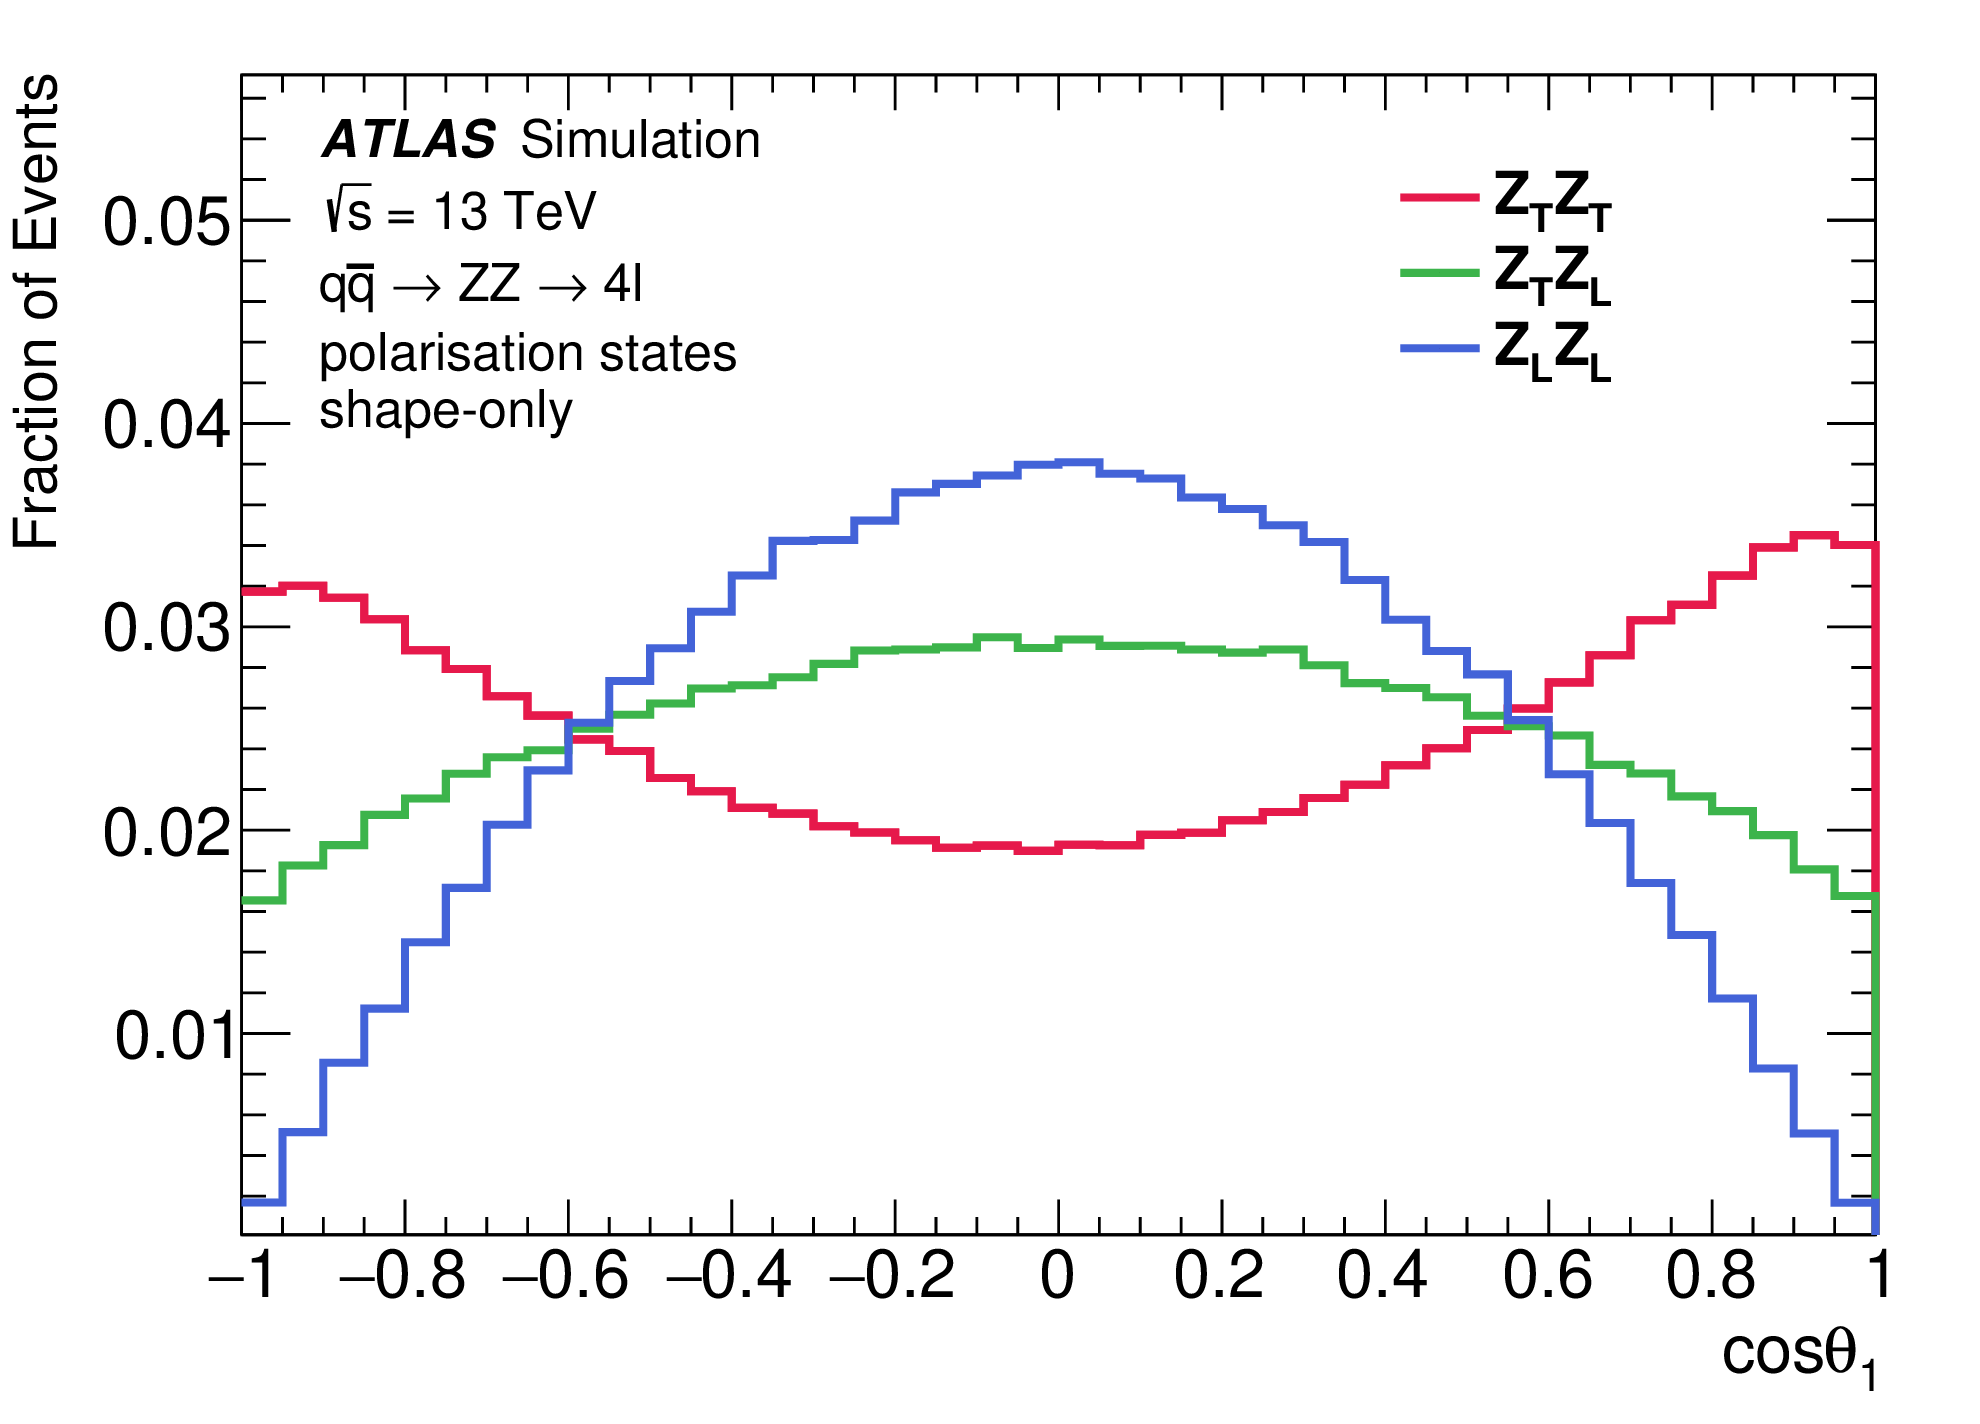 Fraction of Events
ATLAS Simulation
√s = 13 TeV
qq̅ → ZZ → 4l
polarisation states
shape-only
Z_TZ_T
Z_TZ_L
Z_LZ_L
0.05
0.04
0.03
0.02
0.01
−1 −0.8 −0.6 −0.4 −0.2 0 0.2 0.4 0.6 0.8 1
cosθ₁